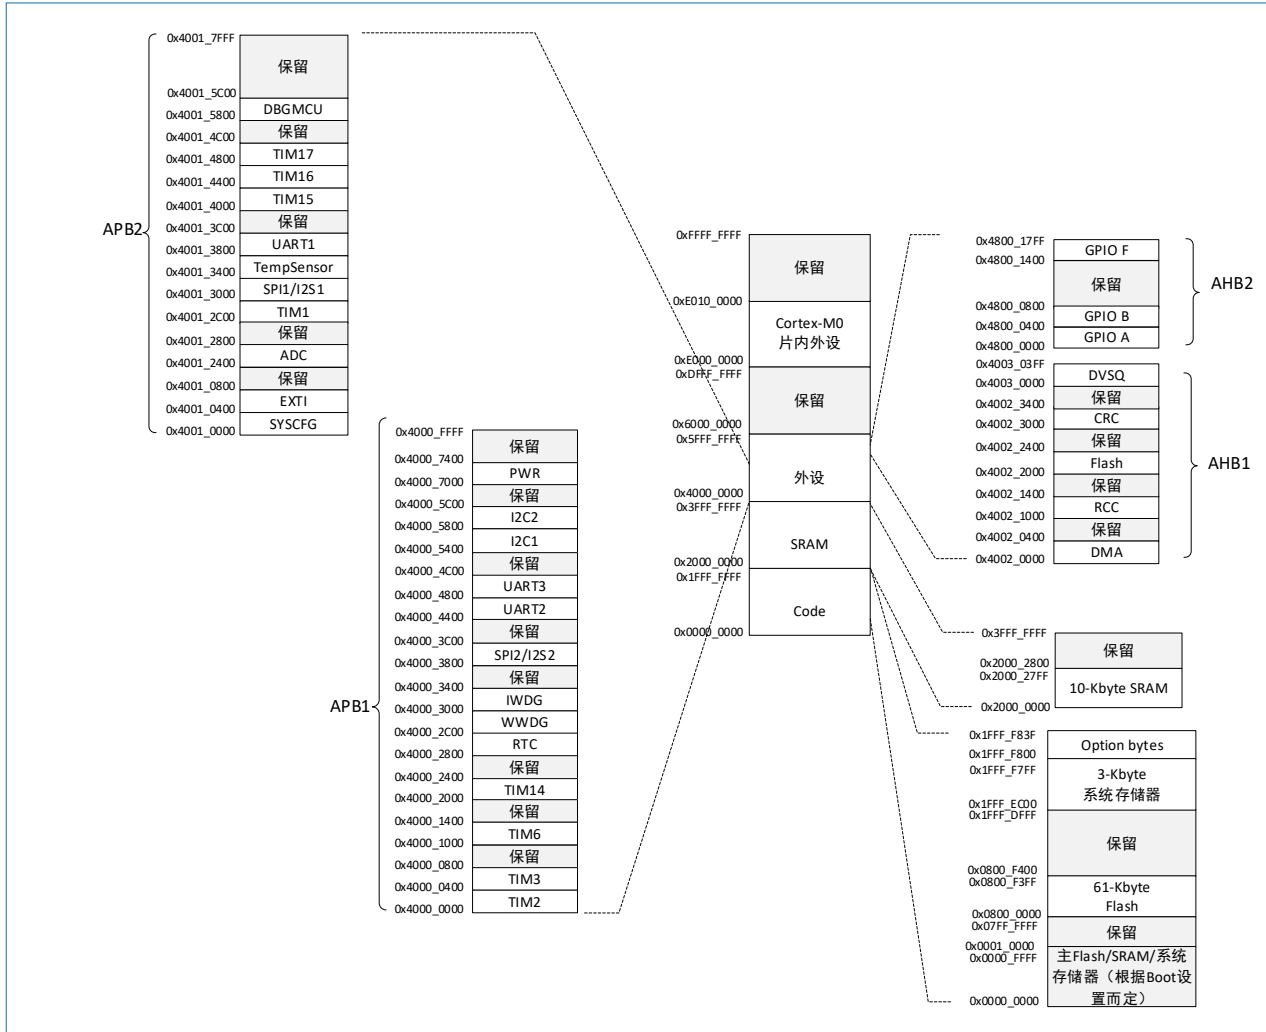 APB2
0x4001_7FFF
保留
0x4001_5C00
DBGMCU
0x4001_5800
保留
0x4001_4C00
TIM17
0x4001_4800
TIM16
0x4001_4400
TIM15
0x4001_4000
保留
0x4001_3C00
UART1
0x4001_3800
TempSensor
0x4001_3400
SPI1/I2S1
0x4001_3000
TIM1
0x4001_2C00
保留
0x4001_2800
ADC
0x4001_2400
保留
0x4001_0800
EXTI
0x4001_0400
SYSCFG
0x4001_0000
APB1
0x4000_FFFF
保留
0x4000_7400
PWR
0x4000_7000
保留
0x4000_5C00
I2C2
0x4000_5800
I2C1
0x4000_5400
保留
0x4000_4C00
UART3
0x4000_4800
UART2
0x4000_4400
保留
0x4000_3C00
SPI2/I2S2
0x4000_3800
保留
0x4000_3400
IWDG
0x4000_3000
WWDG
0x4000_2C00
RTC
0x4000_2800
保留
0x4000_2400
TIM14
0x4000_2000
保留
0x4000_1400
TIM6
0x4000_1000
保留
0x4000_0800
TIM3
0x4000_0400
TIM2
0x4000_0000
0xFFFF_FFFF
保留
0xE010_0000
Cortex-M0
片内外设
0xE000_0000
0xDFFF_FFFF
保留
0x6000_0000
0x5FFF_FFFF
外设
0x4000_0000
0x3FFF_FFFF
SRAM
0x2000_0000
0x1FFF_FFFF
Code
0x0000_0000
0x4800_17FF
GPIO F
0x4800_1400
保留
0x4800_0800
GPIO B
0x4800_0400
GPIO A
0x4800_0000
AHB2
0x4003_03FF
DVSQ
0x4003_0000
保留
0x4002_3400
CRC
0x4002_3000
保留
0x4002_2400
Flash
0x4002_2000
保留
0x4002_1400
RCC
0x4002_1000
保留
0x4002_0400
DMA
0x4002_0000
AHB1
0x3FFF_FFFF
保留
0x2000_2800
0x2000_27FF
10-Kbyte SRAM
0x2000_0000
0x1FFF_F83F
Option bytes
0x1FFF_F800
0x1FFF_F7FF
3-Kbyte
系统存储器
0x1FFF_EC00
0x1FFF_DFFF
保留
0x0800_F400
0x0800_F3FF
61-Kbyte
Flash
0x0800_0000
0x07FF_FFFF
保留
0x0001_0000
0x0000_FFFF
主Flash/SRAM/系统
存储器（根据Boot设
置而定）
0x0000_0000